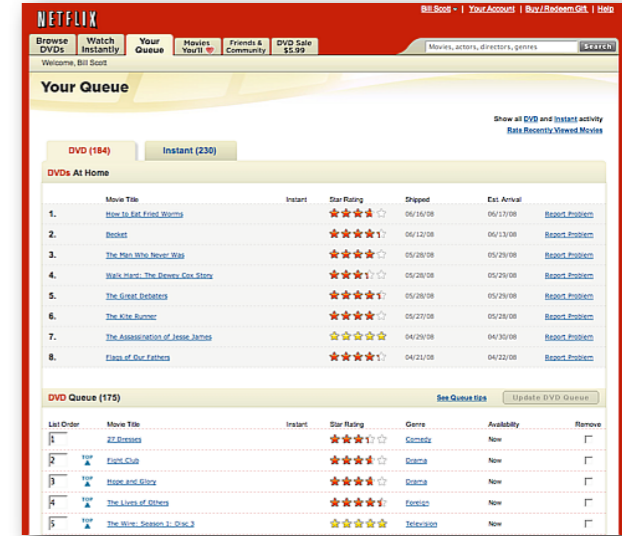 NETFLIX
Bill Scott | Your Account | Buy/Redeem Gift | Help
Browse DVDs Watch Instantly Your Queue Movies You'll ♥ Friends & Community DVD Sale $5.99
Movies, actors, directors, genres Search
Welcome, Bill Scott
Your Queue
Show all DVD and Instant activity
Rate Recently Viewed Movies
DVD (184) Instant (230)
DVDs At Home
Movie Title Instant Star Rating Shipped Est. Arrival
1. How to Eat Fried Worms 06/16/08 06/17/08 Report Problem
2. Becket 06/12/08 06/13/08 Report Problem
3. The Man Who Never Was 05/28/08 05/29/08 Report Problem
4. Walk Hard: The Dewey Cox Story 05/28/08 05/29/08 Report Problem
5. The Great Debaters 05/28/08 05/29/08 Report Problem
6. The Kite Runner 05/27/08 05/28/08 Report Problem
7. The Assassination of Jesse James 04/29/08 04/30/08 Report Problem
8. Flags of Our Fathers 04/21/08 04/22/08 Report Problem
DVD Queue (175) See Queue tips Update DVD Queue
List Order Movie Title Instant Star Rating Genre Availability Remove
1 27 Dresses Comedy Now
2 TOP Fight Club Drama Now
3 TOP Hope and Glory Drama Now
4 TOP The Lives of Others Foreign Now
5 TOP The Wire: Season 1: Disc 3 Television Now